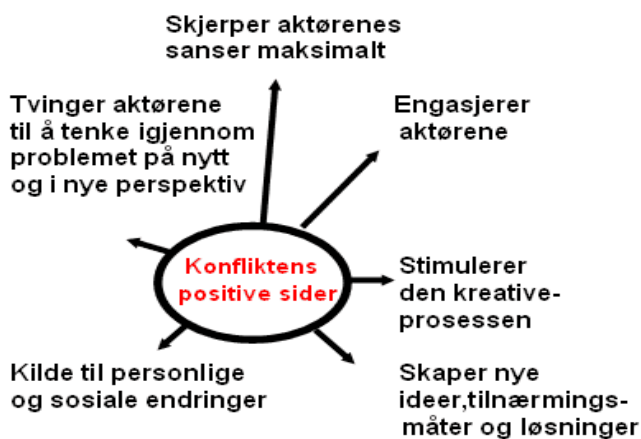 Skjerper aktørenes
sanser maksimalt
Tvinger aktørene
til å tenke igjennom
problemet på nytt
og i nye perspektiv
Engasjerer
aktørene
Konfliktens
positive sider
Stimulerer
den kreative-
prosessen
Kilde til personlige
og sosiale endringer
Skaper nye
ideer,tilnærmings-
måter og løsninger